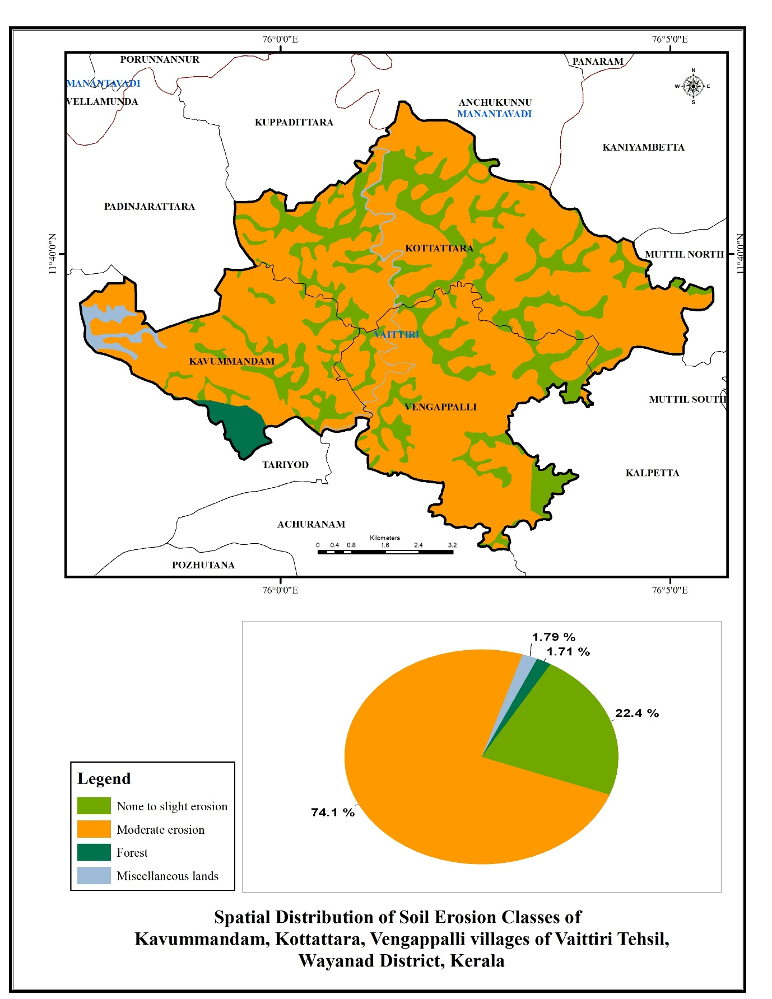 76°0'0"E
76°5'0"E
PORUNNANNUR
PANARAM
N
W
E
S
MANANTAVADI
VELLAMUNDA
ANCHUKUNNU
MANANTAVADI
KUPPADITTARA
KANIYAMBETTA
PADINJARATTARA
11°40'0"N
11°40'0"N
KOTTATTARA
MUTTIL NORTH
VAITTIRI
KAVUMMANDAM
MUTTIL SOUTH
VENGAPPALLI
TARIYOD
KALPETTA
ACHURANAM
Kilometers
0 0.4 0.8 1.6 2.4 3.2
POZHUTANA
76°0'0"E
76°5'0"E
1.79 %
1.71 %
22.4 %
74.1 %
Legend
None to slight erosion
Moderate erosion
Forest
Miscellaneous lands
Spatial Distribution of Soil Erosion Classes of
Kavummandam, Kottattara, Vengappalli villages of Vaittiri Tehsil,
Wayanad District, Kerala